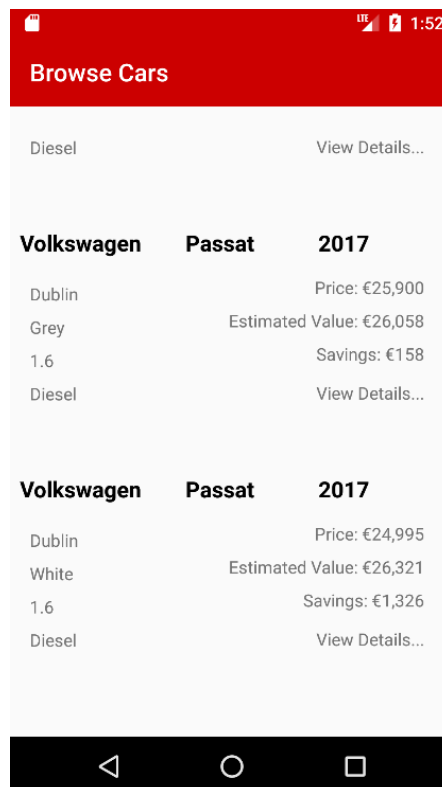 LTE 1:52
Browse Cars
Diesel View Details...
Volkswagen Passat 2017
Dublin Price: €25,900
Grey Estimated Value: €26,058
1.6 Savings: €158
Diesel View Details...
Volkswagen Passat 2017
Dublin Price: €24,995
White Estimated Value: €26,321
1.6 Savings: €1,326
Diesel View Details...